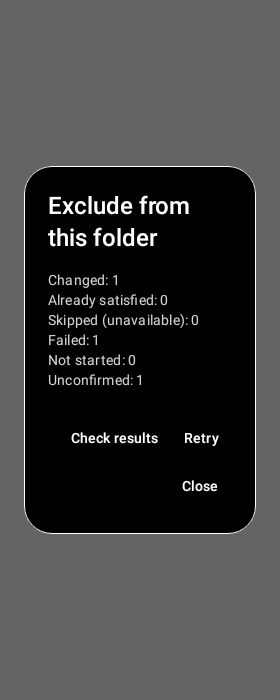 Exclude from
this folder
Changed: 1
Already satisfied: 0
Skipped (unavailable): 0
Failed: 1
Not started: 0
Unconfirmed: 1
Check results
Retry
Close